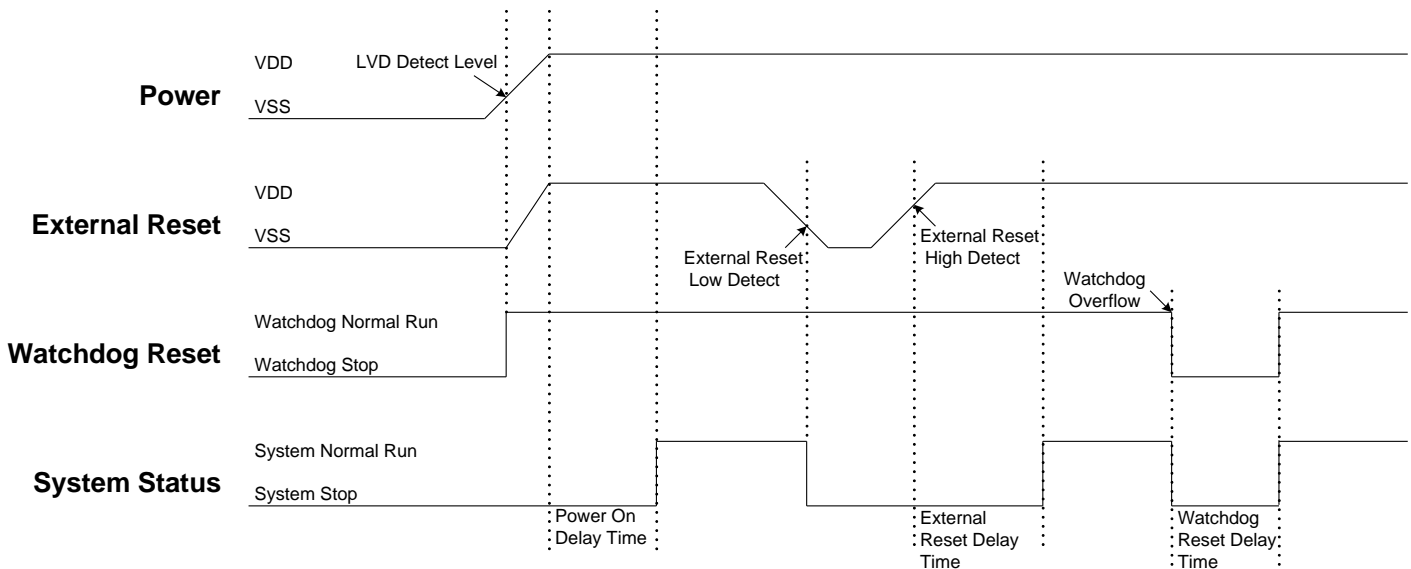 VDD
LVD Detect Level
Power
VSS
VDD
External Reset
VSS
External Reset
Low Detect
External Reset
High Detect
Watchdog
Overflow
Watchdog Normal Run
Watchdog Reset
Watchdog Stop
System Normal Run
System Status
System Stop
Power On
Delay Time
External
Reset Delay
Time
Watchdog
Reset Delay
Time